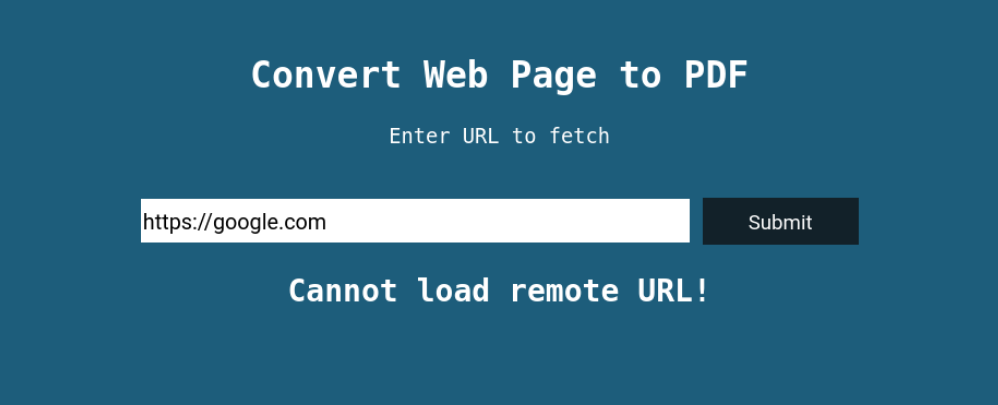 Convert Web Page to PDF
Enter URL to fetch
https://google.com
Submit
Cannot load remote URL!